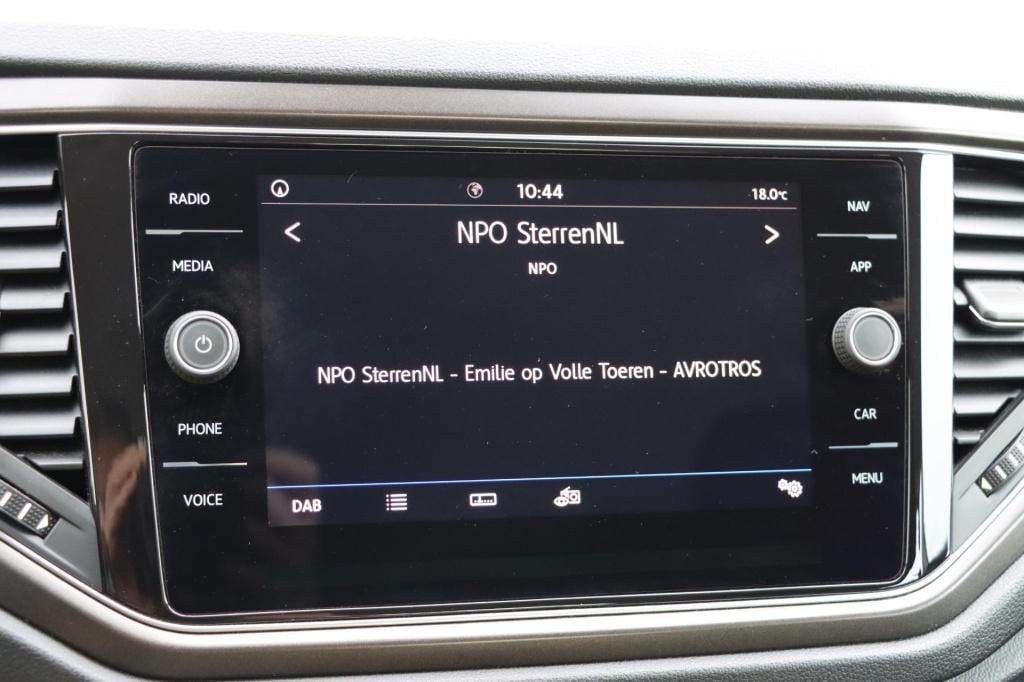 RADIO
MEDIA
PHONE
VOICE
10:44
18.0°C
< NPO SterrenNL >
NPO
NPO SterrenNL - Emilie op Volle Toeren - AVROTROS
DAB
NAV
APP
CAR
MENU